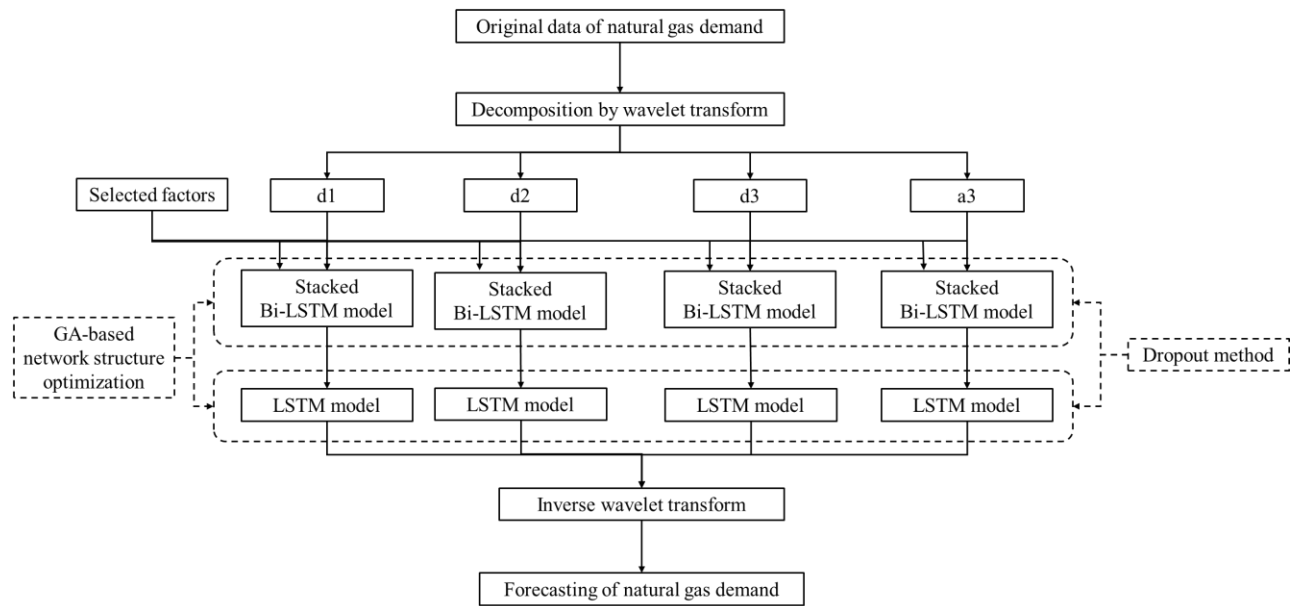 Original data of natural gas demand
Decomposition by wavelet transform
Selected factors
d1
d2
d3
a3
Stacked
Bi-LSTM model
Stacked
Bi-LSTM model
Stacked
Bi-LSTM model
Stacked
Bi-LSTM model
GA-based
network structure
optimization
Dropout method
LSTM model
LSTM model
LSTM model
LSTM model
Inverse wavelet transform
Forecasting of natural gas demand